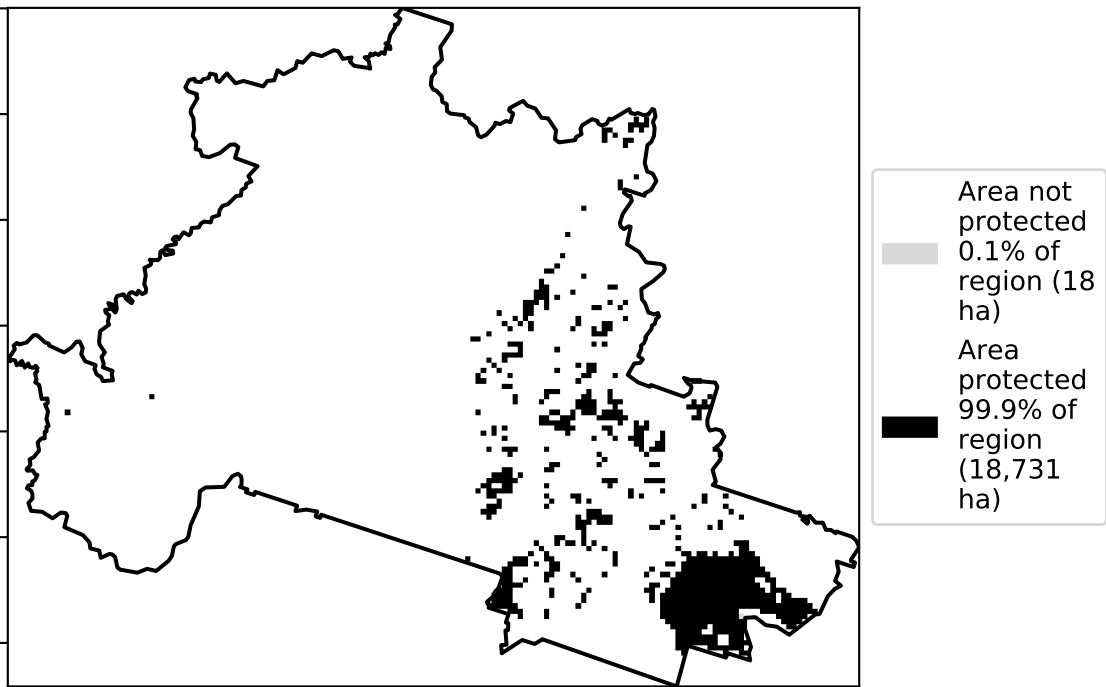 Area not
protected
0.1% of
region (18
ha)
Area
protected
99.9% of
region
(18,731
ha)